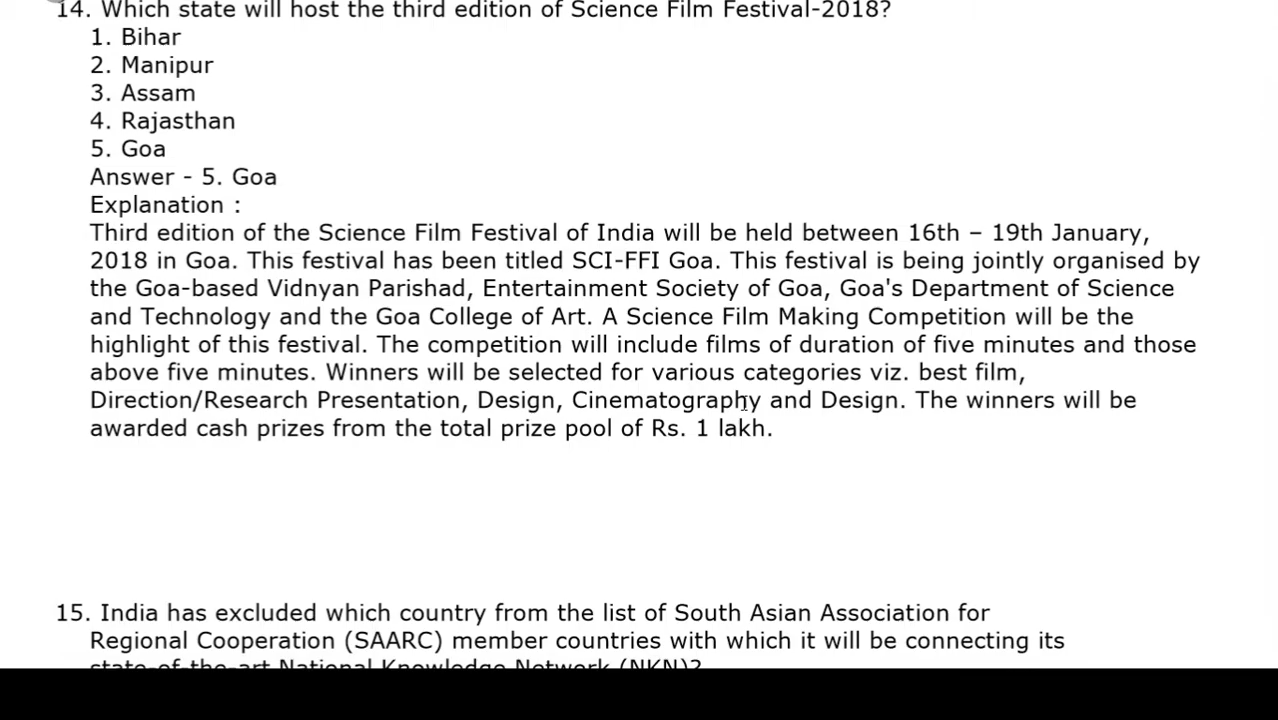 14. Which state will host the third edition of Science Film Festival-2018?
1. Bihar
2. Manipur
3. Assam
4. Rajasthan
5. Goa
Answer - 5. Goa
Explanation :
Third edition of the Science Film Festival of India will be held between 16th – 19th January,
2018 in Goa. This festival has been titled SCI-FFI Goa. This festival is being jointly organised by
the Goa-based Vidnyan Parishad, Entertainment Society of Goa, Goa's Department of Science
and Technology and the Goa College of Art. A Science Film Making Competition will be the
highlight of this festival. The competition will include films of duration of five minutes and those
above five minutes. Winners will be selected for various categories viz. best film,
Direction/Research Presentation, Design, Cinematography and Design. The winners will be
awarded cash prizes from the total prize pool of Rs. 1 lakh.
15. India has excluded which country from the list of South Asian Association for
Regional Cooperation (SAARC) member countries with which it will be connecting its
state-of-the-art National Knowledge Network (NKN)?